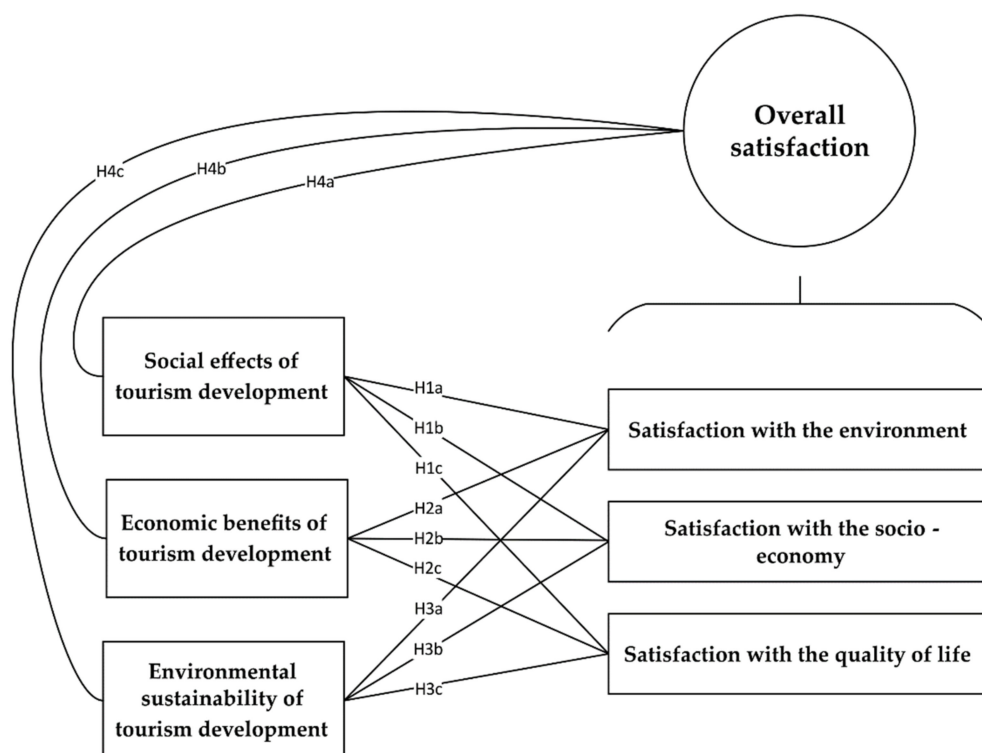 Overall
satisfaction
H4c
H4b
H4a
Social effects of
tourism development
H1a
H1b
H1c
Satisfaction with the environment
Economic benefits of
tourism development
H2a
H2b
H2c
Satisfaction with the socio -
economy
Environmental
sustainability of
tourism development
H3a
H3b
H3c
Satisfaction with the quality of life